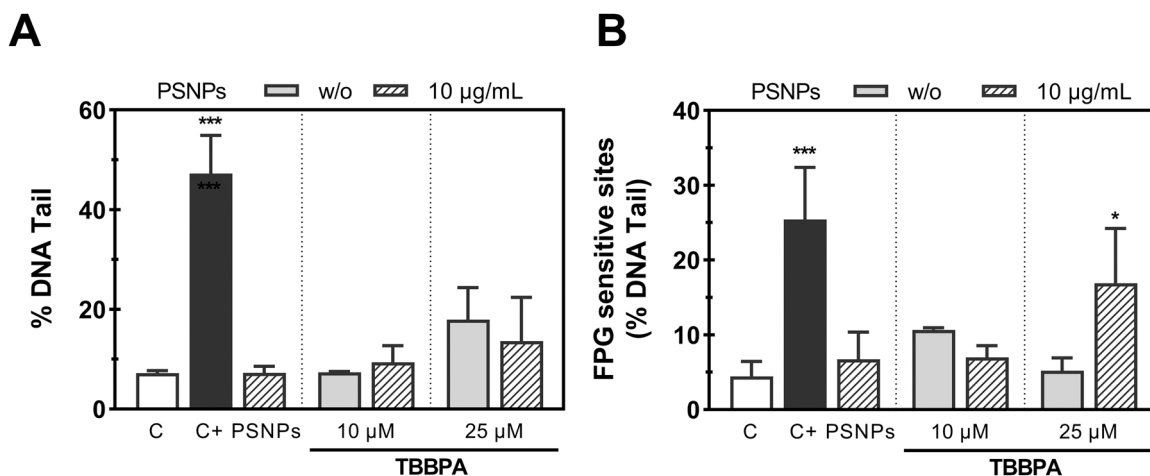 A
PSNPs w/o 10 µg/mL
60
40
20
0
% DNA Tail
***
***
C C+ PSNPs 10 µM 25 µM
TBBPA
B
PSNPs w/o 10 µg/mL
40
30
20
10
0
FPG sensitive sites
(% DNA Tail)
***
*
C C+ PSNPs 10 µM 25 µM
TBBPA